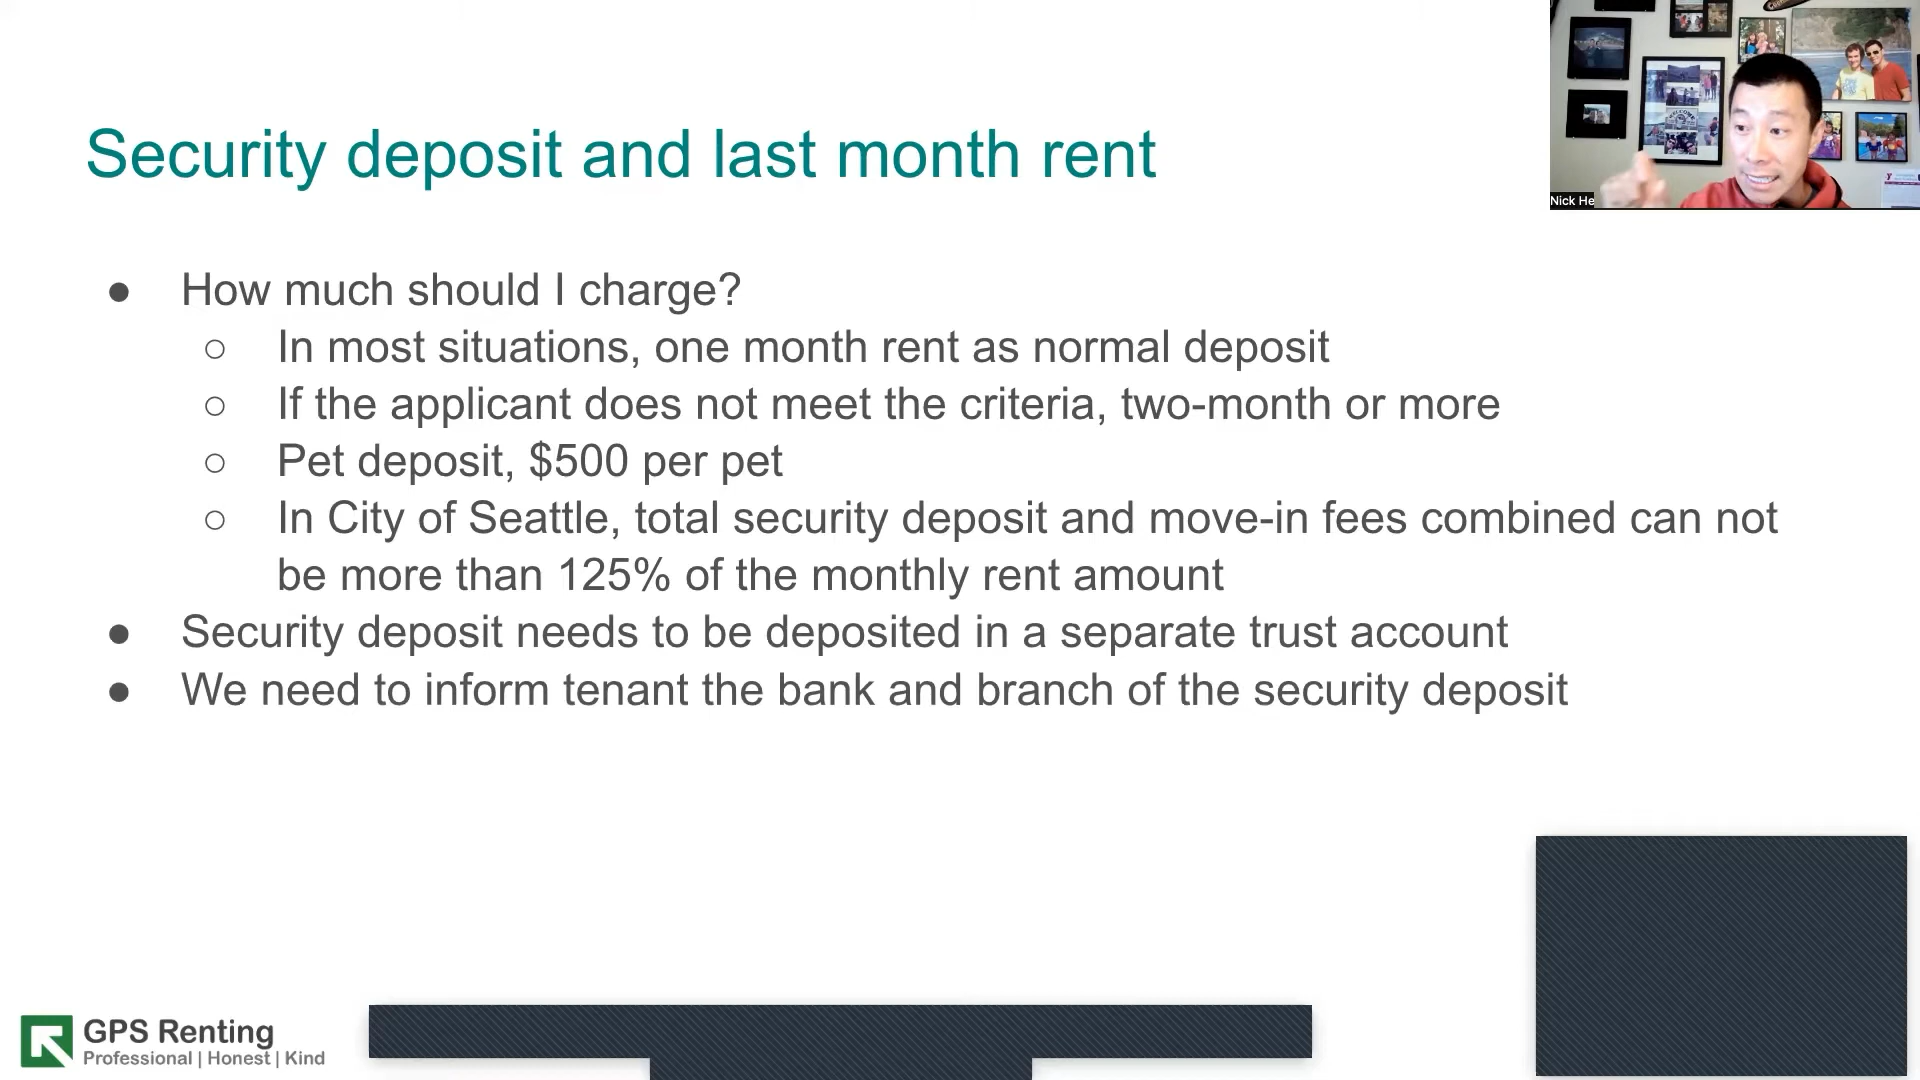 Security deposit and last month rent
Nick He
● How much should I charge?
○ In most situations, one month rent as normal deposit
○ If the applicant does not meet the criteria, two-month or more
○ Pet deposit, $500 per pet
○ In City of Seattle, total security deposit and move-in fees combined can not
be more than 125% of the monthly rent amount
● Security deposit needs to be deposited in a separate trust account
● We need to inform tenant the bank and branch of the security deposit
GPS Renting
Professional | Honest | Kind